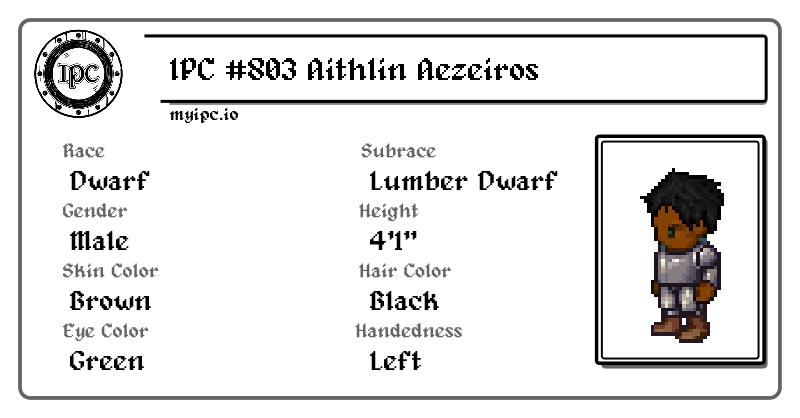 IPC
IPC #803 Aithlin Aezeiros
myipc.io
Race
Dwarf
Subrace
Lumber Dwarf
Gender
Male
Height
4'1"
Skin Color
Brown
Hair Color
Black
Eye Color
Green
Handedness
Left